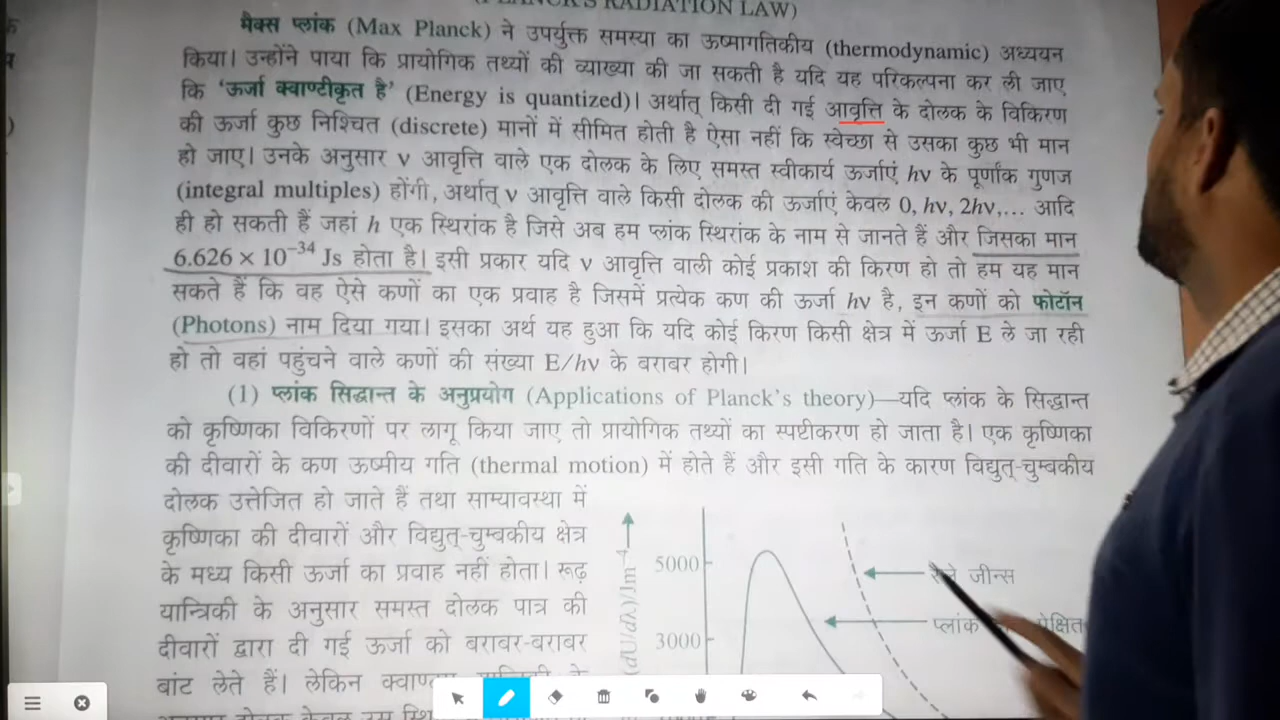 (PLANCK'S RADIATION LAW)
मैक्स प्लांक (Max Planck) ने उपर्युक्त समस्या का ऊष्मागतिकीय (thermodynamic) अध्ययन
किया। उन्होंने पाया कि प्रायोगिक तथ्यों की व्याख्या की जा सकती है यदि यह परिकल्पना कर ली जाए
कि 'ऊर्जा क्वाण्टीकृत है' (Energy is quantized)। अर्थात् किसी दी गई आवृत्ति के दोलक के विकिरण
की ऊर्जा कुछ निश्चित (discrete) मानों में सीमित होती है ऐसा नहीं कि स्वेच्छा से उसका कुछ भी मान
हो जाए। उनके अनुसार ν आवृत्ति वाले एक दोलक के लिए समस्त स्वीकार्य ऊर्जाएं hν के पूर्णांक गुणज
(integral multiples) होंगी, अर्थात् ν आवृत्ति वाले किसी दोलक की ऊर्जाएं केवल 0, hν, 2hν,... आदि
ही हो सकती हैं जहां h एक स्थिरांक है जिसे अब हम प्लांक स्थिरांक के नाम से जानते हैं और जिसका मान
6.626 × 10⁻³⁴ Js होता है। इसी प्रकार यदि ν आवृत्ति वाली कोई प्रकाश की किरण हो तो हम यह मान
सकते हैं कि वह ऐसे कणों का एक प्रवाह है जिसमें प्रत्येक कण की ऊर्जा hν है, इन कणों को फोटॉन
(Photons) नाम दिया गया। इसका अर्थ यह हुआ कि यदि कोई किरण किसी क्षेत्र में ऊर्जा E ले जा रही
हो तो वहां पहुंचने वाले कणों की संख्या E/hν के बराबर होगी।
(1) प्लांक सिद्धान्त के अनुप्रयोग (Applications of Planck's theory)—यदि प्लांक के सिद्धान्त
को कृष्णिका विकिरणों पर लागू किया जाए तो प्रायोगिक तथ्यों का स्पष्टीकरण हो जाता है। एक कृष्णिका
की दीवारों के कण ऊष्मीय गति (thermal motion) में होते हैं और इसी गति के कारण विद्युत्-चुम्बकीय
दोलक उत्तेजित हो जाते हैं तथा साम्यावस्था में
कृष्णिका की दीवारों और विद्युत्-चुम्बकीय क्षेत्र
के मध्य किसी ऊर्जा का प्रवाह नहीं होता। रूढ़
यान्त्रिकी के अनुसार समस्त दोलक पात्र की
दीवारों द्वारा दी गई ऊर्जा को बराबर-बराबर
बांट लेते हैं। लेकिन
5000
3000
(dU/dλ)/Jm⁻⁴
जीन्स
प्लांक